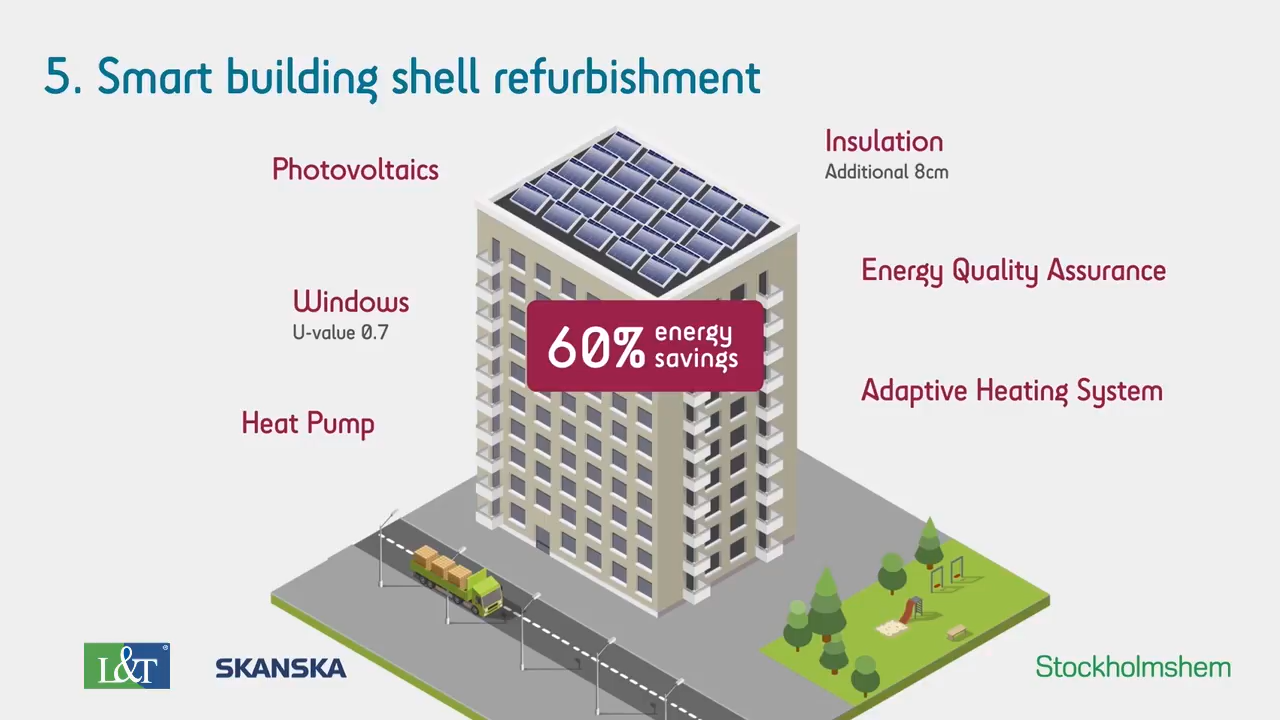 5. Smart building shell refurbishment
Photovoltaics
Insulation
Additional 8cm
Energy Quality Assurance
Windows
U-value 0.7
60% energy
savings
Adaptive Heating System
Heat Pump
L&T®
SKANSKA
Stockholmshem